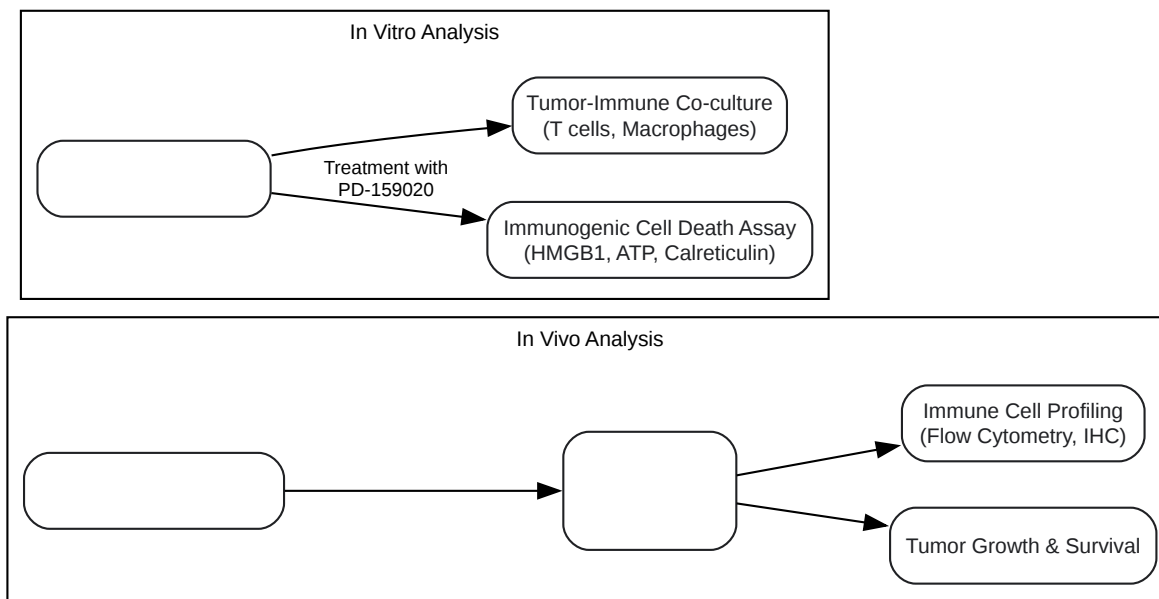 In Vitro Analysis
Tumor-Immune Co-culture
(T cells, Macrophages)
Treatment with
PD-159020
Immunogenic Cell Death Assay
(HMGB1, ATP, Calreticulin)
In Vivo Analysis
Immune Cell Profiling
(Flow Cytometry, IHC)
Tumor Growth & Survival